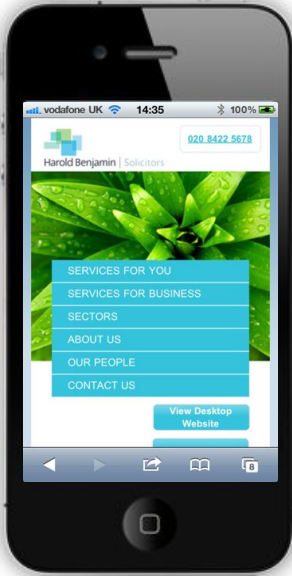 vodafone UK 14:35 100%
020 8422 5678
Harold Benjamin | Solicitors
SERVICES FOR YOU
SERVICES FOR BUSINESS
SECTORS
ABOUT US
OUR PEOPLE
CONTACT US
View Desktop
Website
8